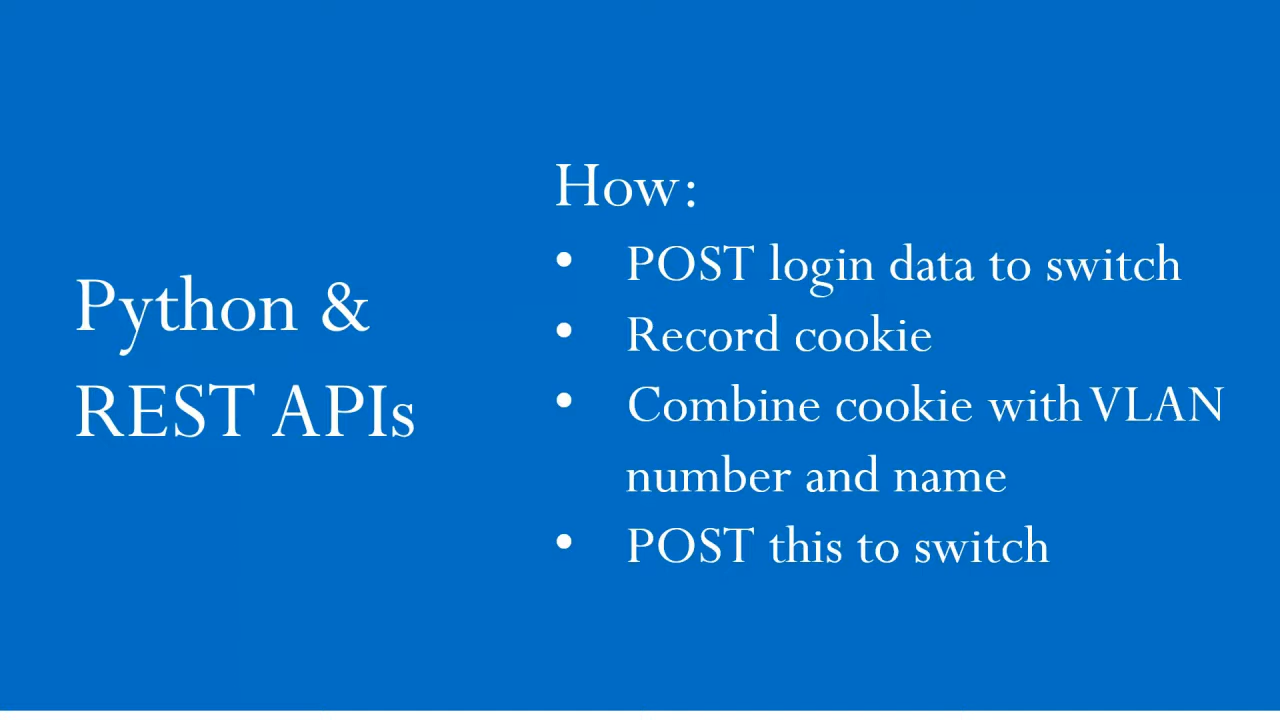 Python &
REST APIs
How:
• POST login data to switch
• Record cookie
• Combine cookie with VLAN
number and name
• POST this to switch